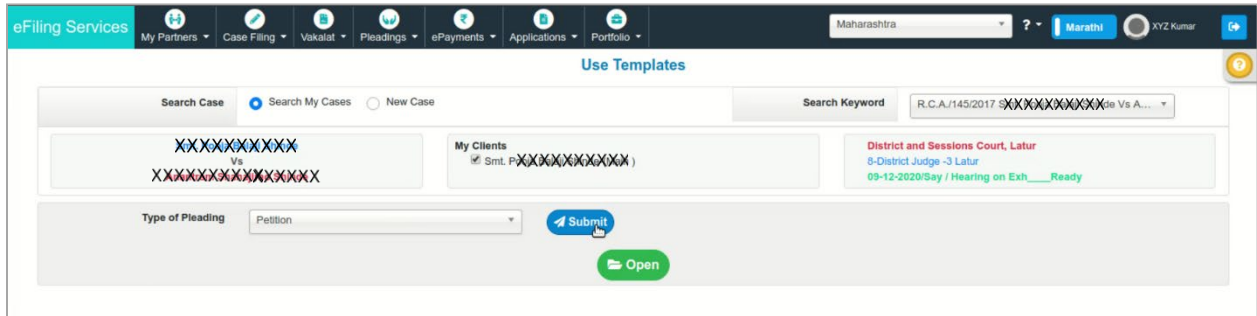 eFiling Services
My Partners
Case Filing
Vakalat
Pleadings
ePayments
Applications
Portfolio
Maharashtra
?
Marathi
XYZ Kumar
Use Templates
Search Case
Search My Cases
New Case
Search Keyword
R.C.A./145/2017 Vs A...
Vs
My Clients
Smt.
District and Sessions Court, Latur
8-District Judge -3 Latur
09-12-2020/Say / Hearing on Exh____Ready
Type of Pleading
Petition
Submit
Open